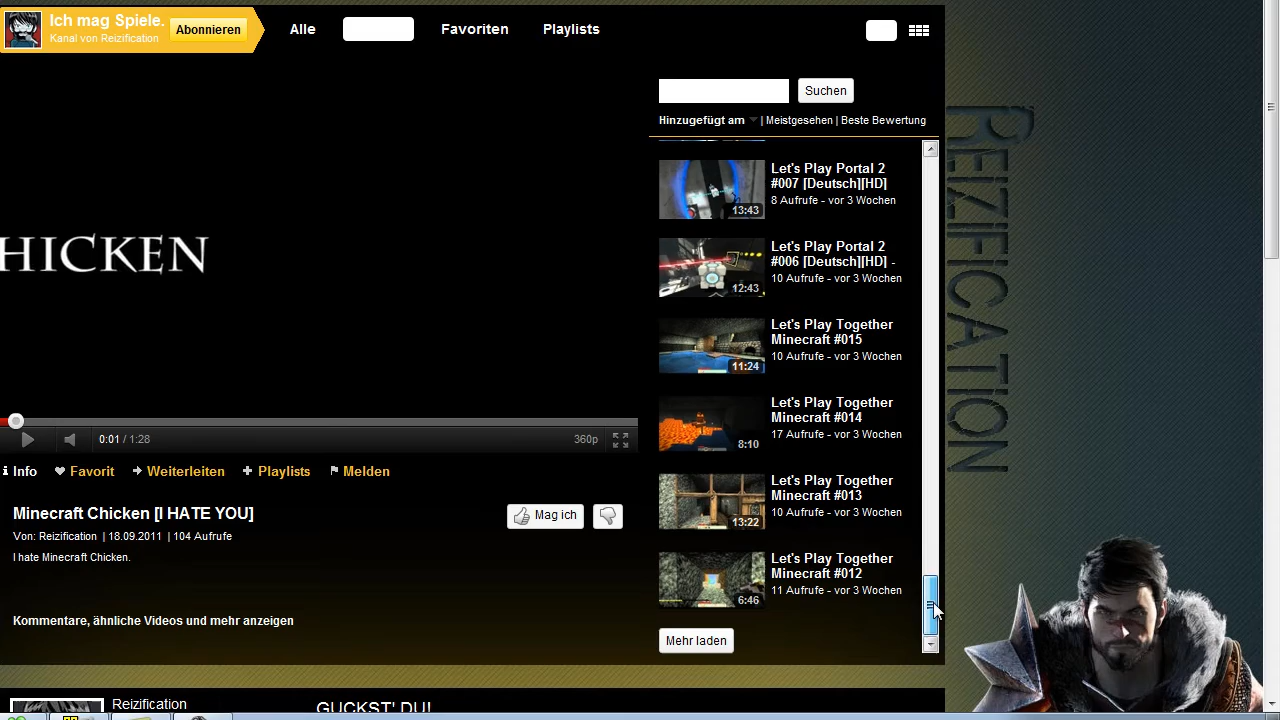 Ich mag Spiele.
Kanal von Reizification
Abonnieren
Alle
Favoriten
Playlists
Suchen
Hinzugefügt am | Meistgesehen | Beste Bewertung
HICKEN
Let's Play Portal 2
#007 [Deutsch][HD]
8 Aufrufe - vor 3 Wochen
13:43
Let's Play Portal 2
#006 [Deutsch][HD] -
10 Aufrufe - vor 3 Wochen
12:43
Let's Play Together
Minecraft #015
10 Aufrufe - vor 3 Wochen
11:24
Let's Play Together
Minecraft #014
17 Aufrufe - vor 3 Wochen
8:10
Let's Play Together
Minecraft #013
10 Aufrufe - vor 3 Wochen
13:22
Let's Play Together
Minecraft #012
11 Aufrufe - vor 3 Wochen
6:46
Mehr laden
0:01 / 1:28
360p
Info Favorit Weiterleiten Playlists Melden
Minecraft Chicken [I HATE YOU]
Mag ich
Von: Reizification | 18.09.2011 | 104 Aufrufe
I hate Minecraft Chicken.
Kommentare, ähnliche Videos und mehr anzeigen
Reizification
GUCKST' DU!
REIZIFICATION